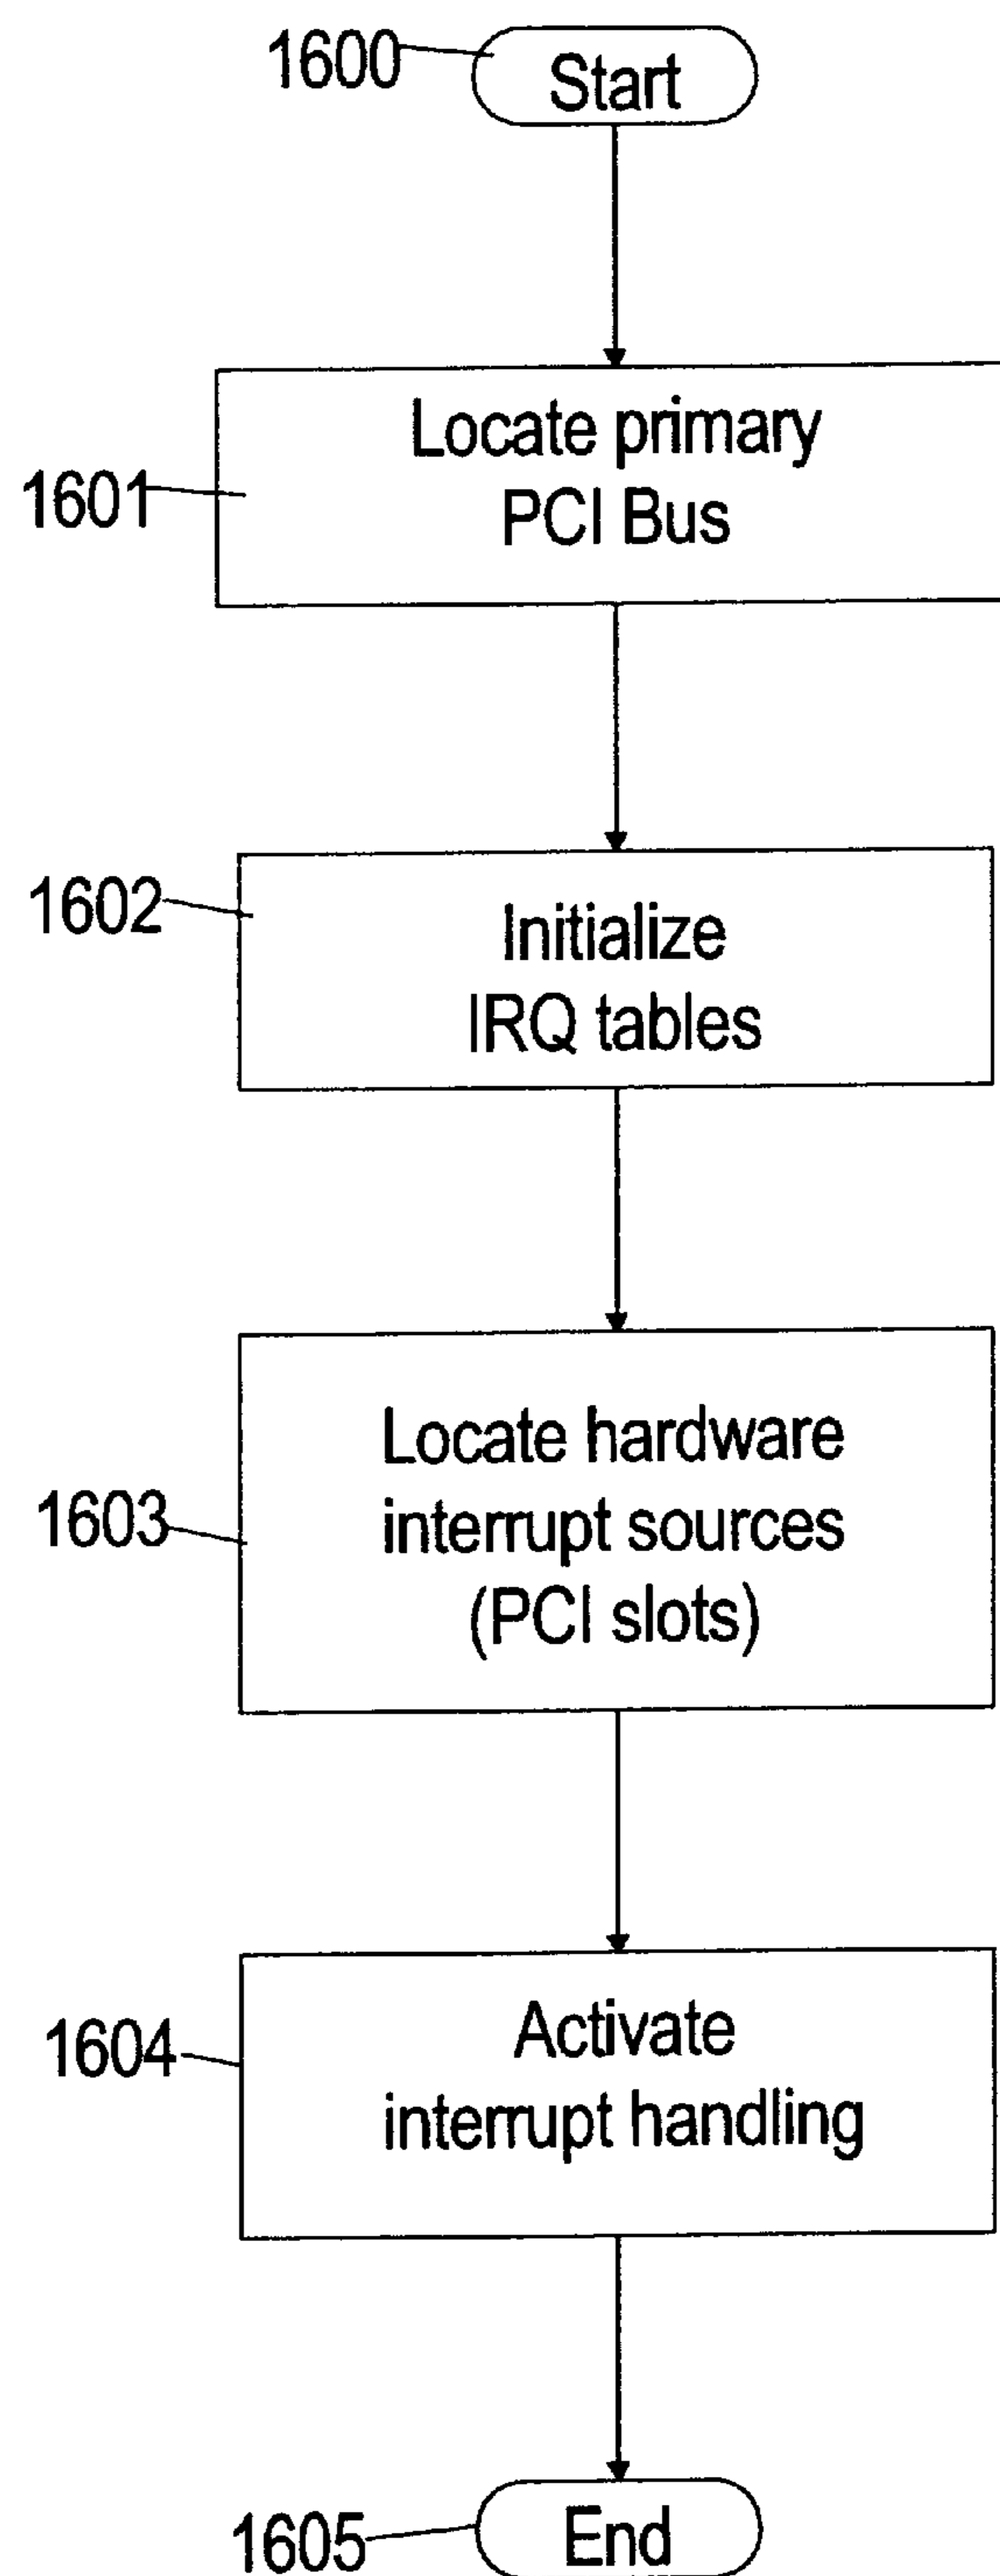 1600
Start
Locate primary
1601
PCI Bus
1602
Initialize
IRQ tables
Locate hardware
1603
interrupt sources
(PCI slots)
1604
Activate
interrupt handling
1605
End